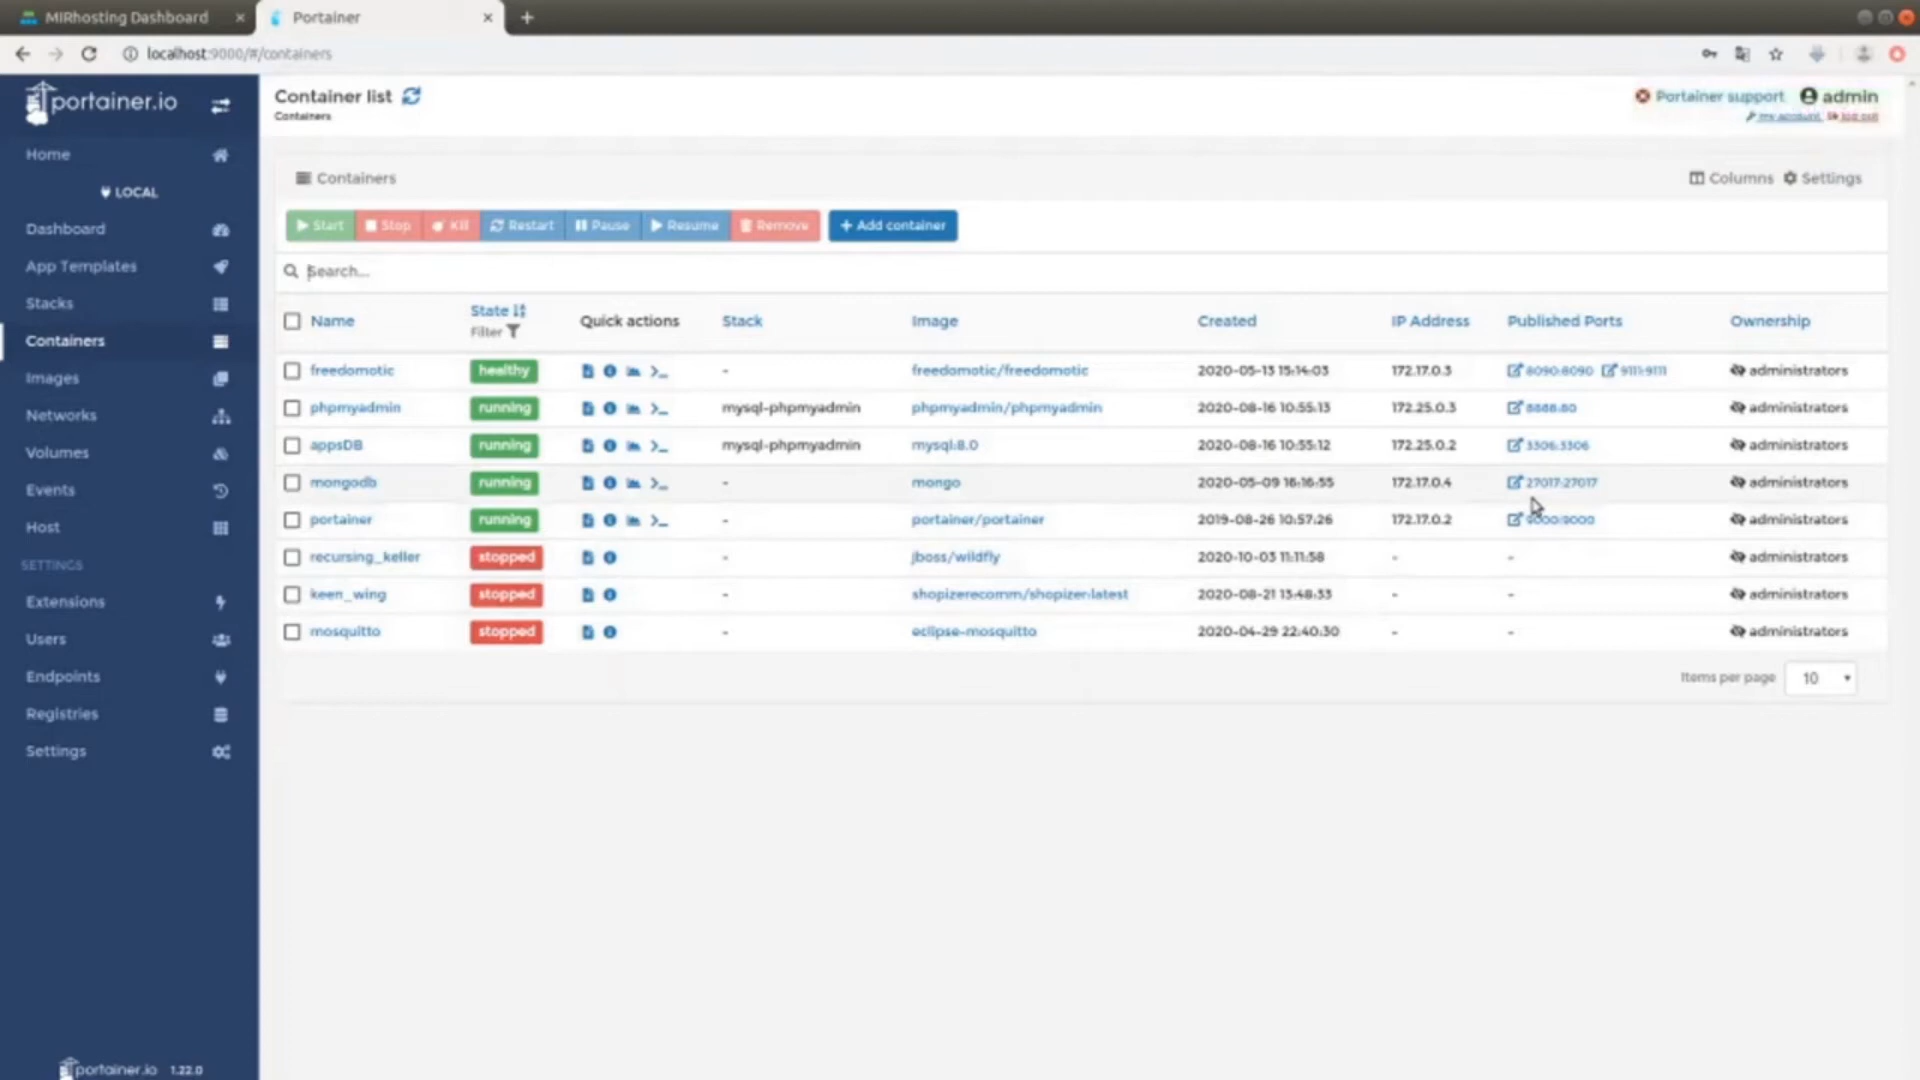 MIRhosting Dashboard
Portainer
localhost:9000/#/containers
portainer.io
Container list
Containers
Portainer support admin
my account log out
Home
LOCAL
Dashboard
App Templates
Stacks
Containers
Images
Networks
Volumes
Events
Host
SETTINGS
Extensions
Users
Endpoints
Registries
Settings
portainer.io 1.22.0
Containers
Columns Settings
Start Stop Kill Restart Pause Resume Remove + Add container
Search...
Name State Filter Quick actions Stack Image Created IP Address Published Ports Ownership
freedomotic healthy - freedomotic/freedomotic 2020-05-13 15:14:03 172.17.0.3 8090:8090 9111:9111 administrators
phpmyadmin running mysql-phpmyadmin phpmyadmin/phpmyadmin 2020-08-16 10:55:13 172.25.0.3 8888:80 administrators
appsDB running mysql-phpmyadmin mysql:8.0 2020-08-16 10:55:12 172.25.0.2 3306:3306 administrators
mongodb running - mongo 2020-05-09 16:16:55 172.17.0.4 27017:27017 administrators
portainer running - portainer/portainer 2019-08-26 10:57:26 172.17.0.2 9000:9000 administrators
recursing_keller stopped - jboss/wildfly 2020-10-03 11:11:58 - - administrators
keen_wing stopped - shopizerecomm/shopizer:latest 2020-08-21 13:48:33 - - administrators
mosquitto stopped - eclipse-mosquitto 2020-04-29 22:40:30 - - administrators
Items per page 10